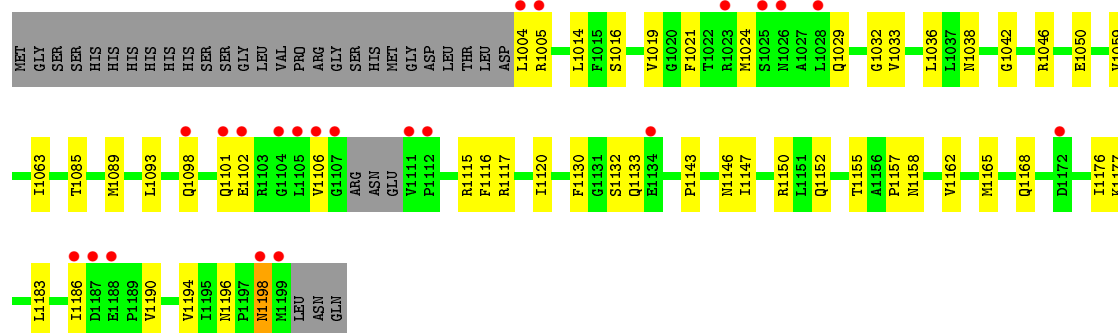 MET GLY SER SER HIS HIS HIS HIS HIS HIS SER SER GLY LEU VAL PRO ARG GLY SER HIS MET GLY ASP LEU THR LEU ASP L1004 R1005 L1014 F1015 S1016 V1019 G1020 F1021 T1022 R1023 M1024 S1025 N1026 A1027 L1028 Q1029 G1032 V1033 L1036 L1037 N1038 G1042 R1046 E1050 V1059
I1063 T1085 M1089 L1093 Q1098 Q1101 E1102 R1103 G1104 L1105 V1106 G1107 ARG ASN GLU V1111 P1112 R1115 F1116 R1117 I1120 F1130 G1131 S1132 Q1133 E1134 P1143 N1146 I1147 R1150 L1151 Q1152 T1155 A1156 P1157 N1158 V1162 M1165 Q1168 D1172 I1176 K1177
L1183 I1186 D1187 E1188 P1189 V1190 V1194 I1195 N1196 P1197 N1198 M1199 LEU ASN GLN